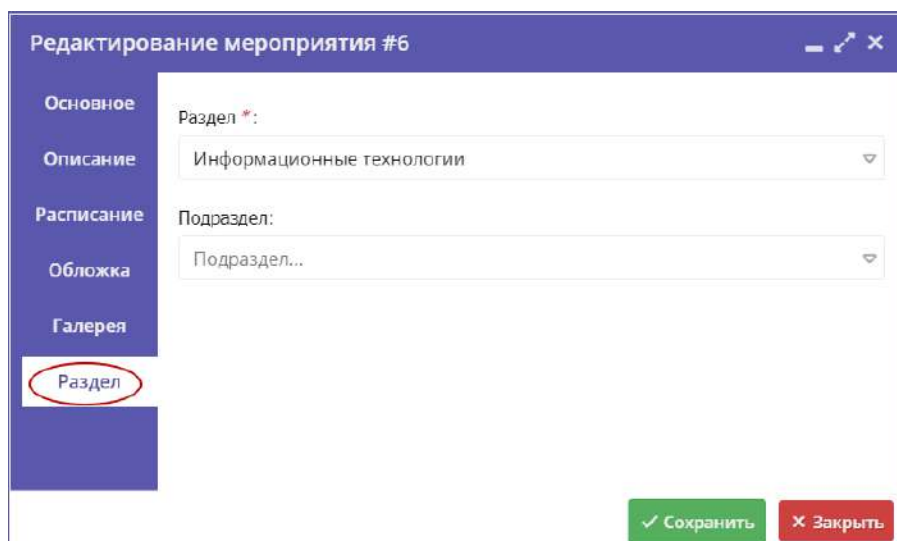 Редактирование мероприятия #6
Основное
Описание
Расписание
Обложка
Галерея
Раздел
Раздел *:
Информационные технологии
Подраздел:
Подраздел...
Сохранить
Закрыть